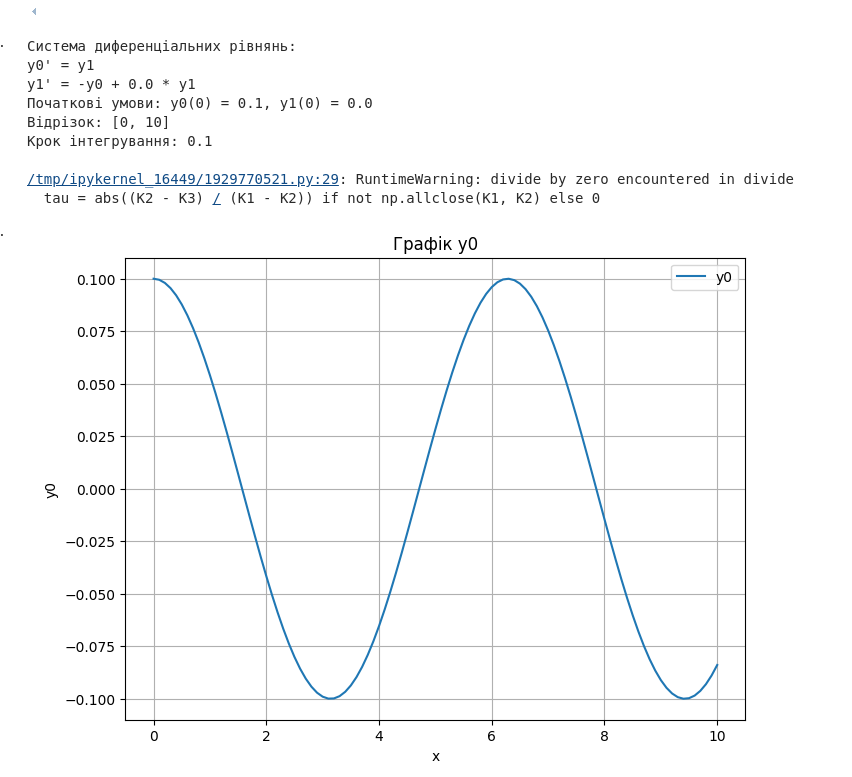 Система диференціальних рівнянь:
y0' = y1
y1' = -y0 + 0.0 * y1
Початкові умови: y0(0) = 0.1, y1(0) = 0.0
Відрізок: [0, 10]
Крок інтегрування: 0.1
/tmp/ipykernel_16449/1929770521.py:29: RuntimeWarning: divide by zero encountered in divide
tau = abs((K2 - K3) / (K1 - K2)) if not np.allclose(K1, K2) else 0
Графік y0
y0
0.100
0.075
0.050
0.025
0.000
−0.025
−0.050
−0.075
−0.100
y0
0 2 4 6 8 10
x